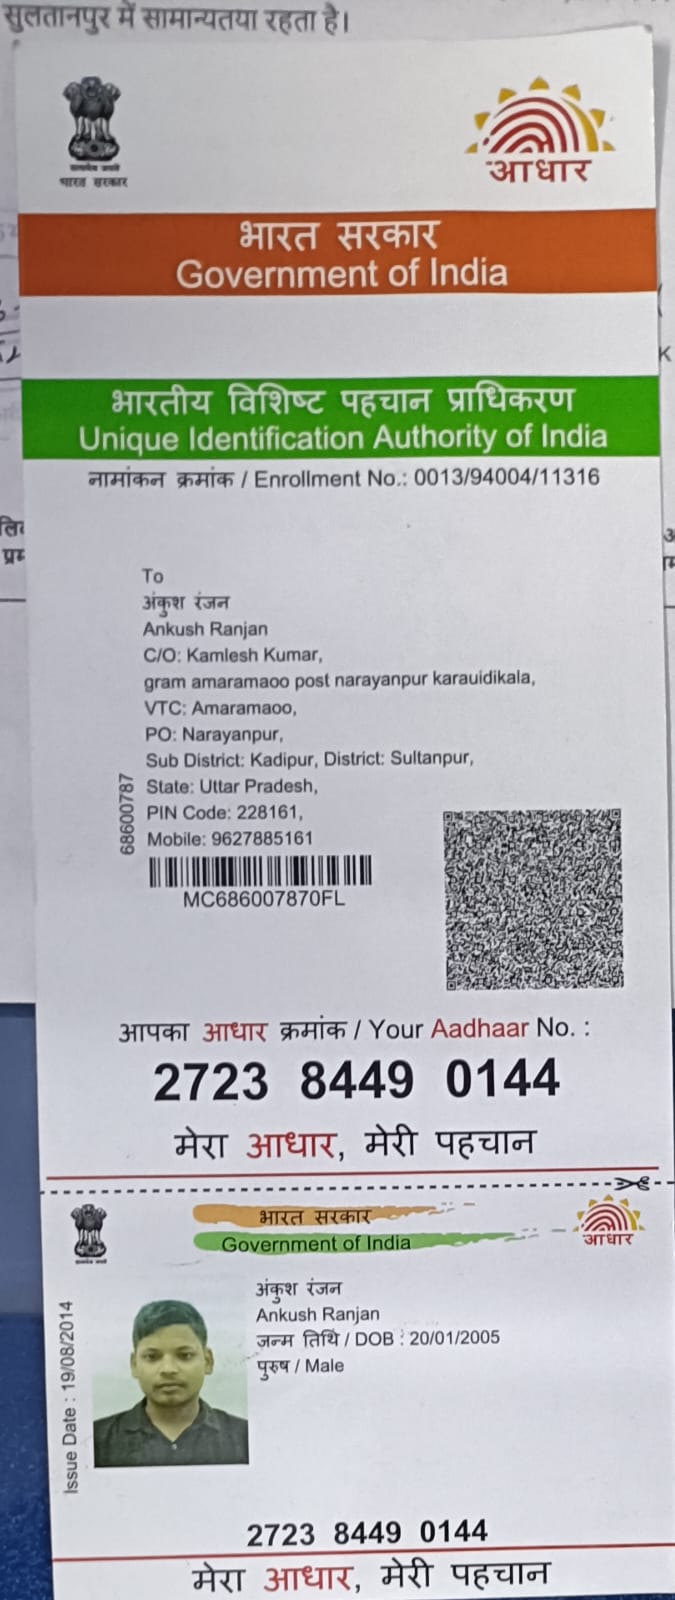 सुलतानपुर में सामान्यतया रहता है।
भारत सरकार
आधार
भारत सरकार
Government of India
भारतीय विशिष्ट पहचान प्राधिकरण
Unique Identification Authority of India
नामांकन क्रमांक / Enrollment No.: 0013/94004/11316
To
अंकुश रंजन
Ankush Ranjan
C/O: Kamlesh Kumar,
gram amaramaoo post narayanpur karauidikala,
VTC: Amaramaoo,
PO: Narayanpur,
Sub District: Kadipur, District: Sultanpur,
State: Uttar Pradesh,
PIN Code: 228161,
Mobile: 9627885161
68600787
MC686007870FL
आपका आधार क्रमांक / Your Aadhaar No. :
2723 8449 0144
मेरा आधार, मेरी पहचान
भारत सरकार
Government of India
आधार
Issue Date : 19/08/2014
अंकुश रंजन
Ankush Ranjan
जन्म तिथि / DOB : 20/01/2005
पुरुष / Male
2723 8449 0144
मेरा आधार, मेरी पहचान